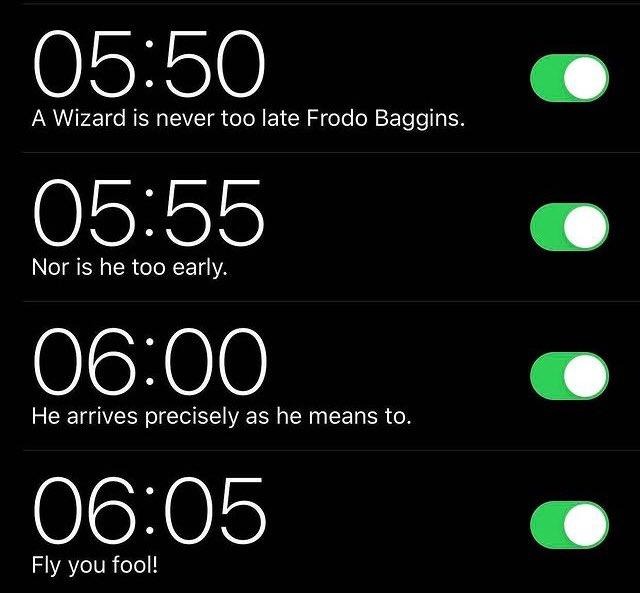 05:50
A Wizard is never too late Frodo Baggins.
05:55
Nor is he too early.
06:00
He arrives precisely as he means to.
06:05
Fly you fool!